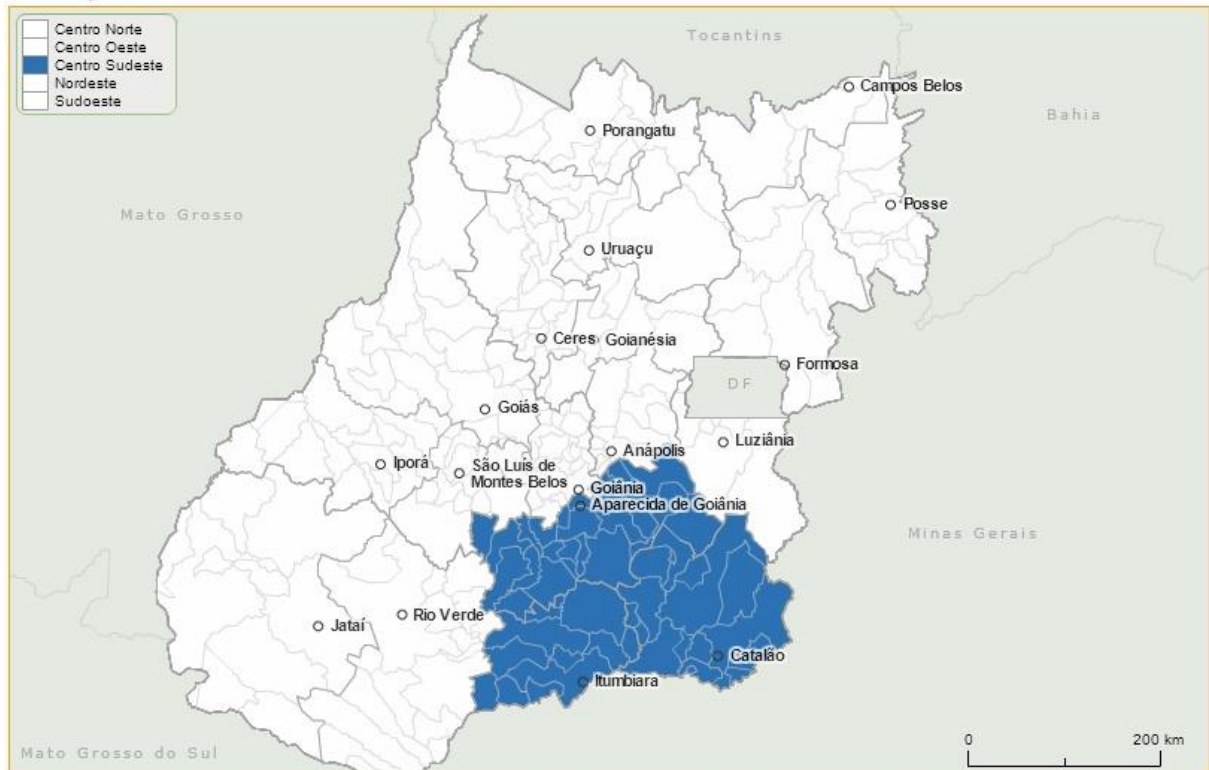 Centro Norte
Centro Oeste
Centro Sudeste
Nordeste
Sudoeste
Tocantins
Campos Belos
Bahia
Porangatu
Mato Grosso
Posse
Uruaçu
Ceres
Goianésia
Formosa
DF
Goiás
Luziânia
Anápolis
Iporá
São Luís de
Montes Belos
Goiânia
Aparecida de Goiânia
Minas Gerais
Rio Verde
Jataí
Catalão
Itumbiara
Mato Grosso do Sul
0
200 km